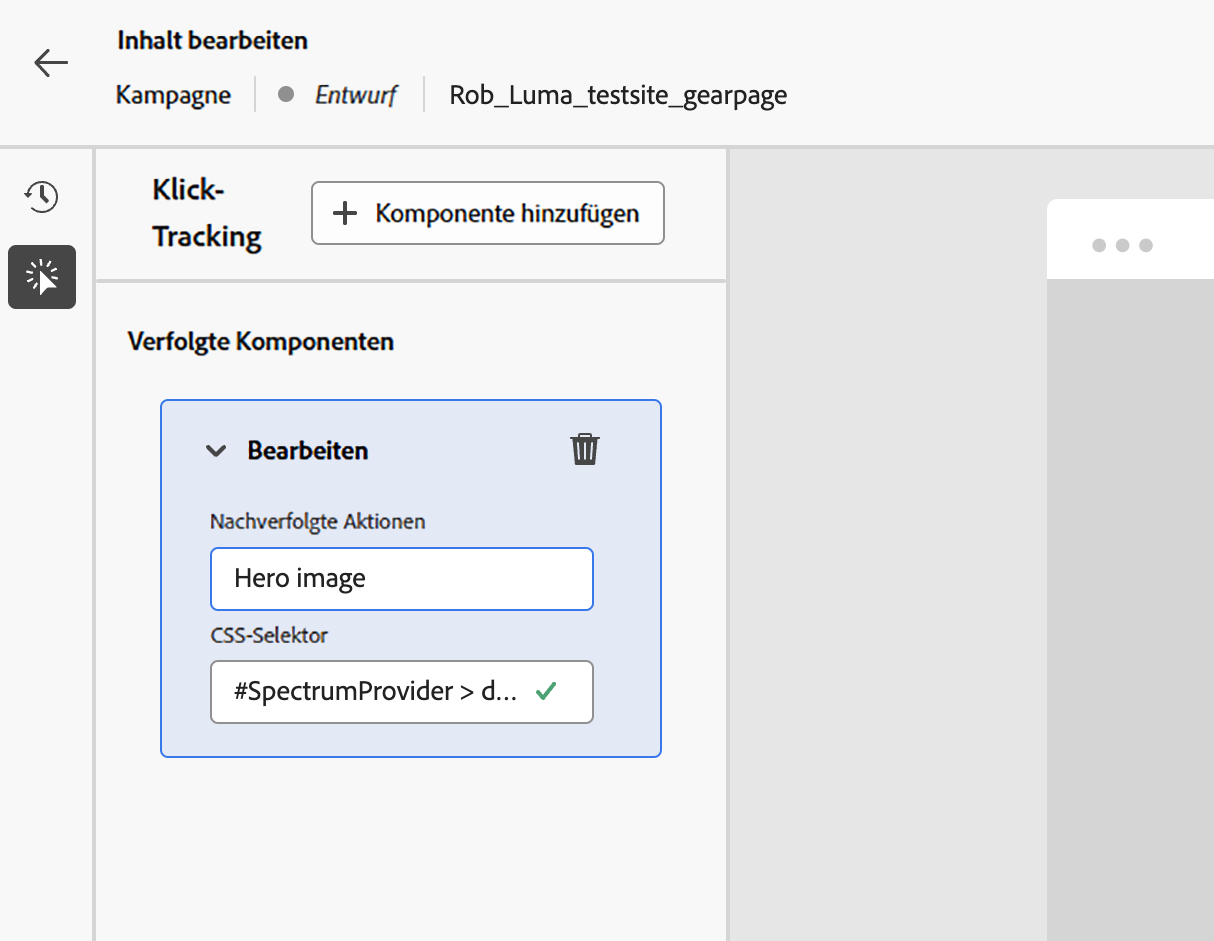 Inhalt bearbeiten
Kampagne Entwurf Rob_Luma_testsite_gearpage
Klick-
Tracking
Komponente hinzufügen
Verfolgte Komponenten
Bearbeiten
Nachverfolgte Aktionen
Hero image
CSS-Selektor
#SpectrumProvider > d...